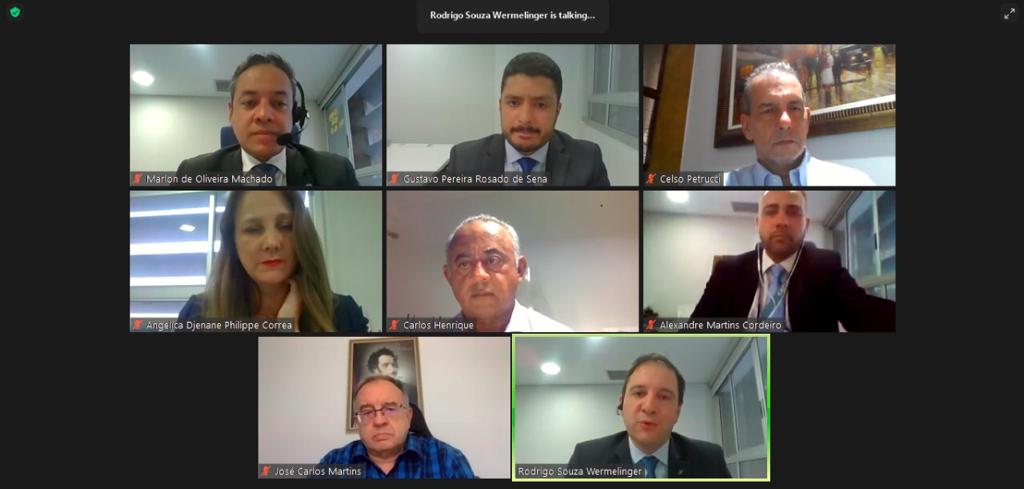 Rodrigo Souza Wermelinger is talking...
Marlon de Oliveira Machado
Gustavo Pereira Rosado de Sena
Celso Petrucci
Angélica Djenane Philippe Correa
Carlos Henrique
Alexandre Martins Cordeiro
José Carlos Martins
Rodrigo Souza Wermelinger